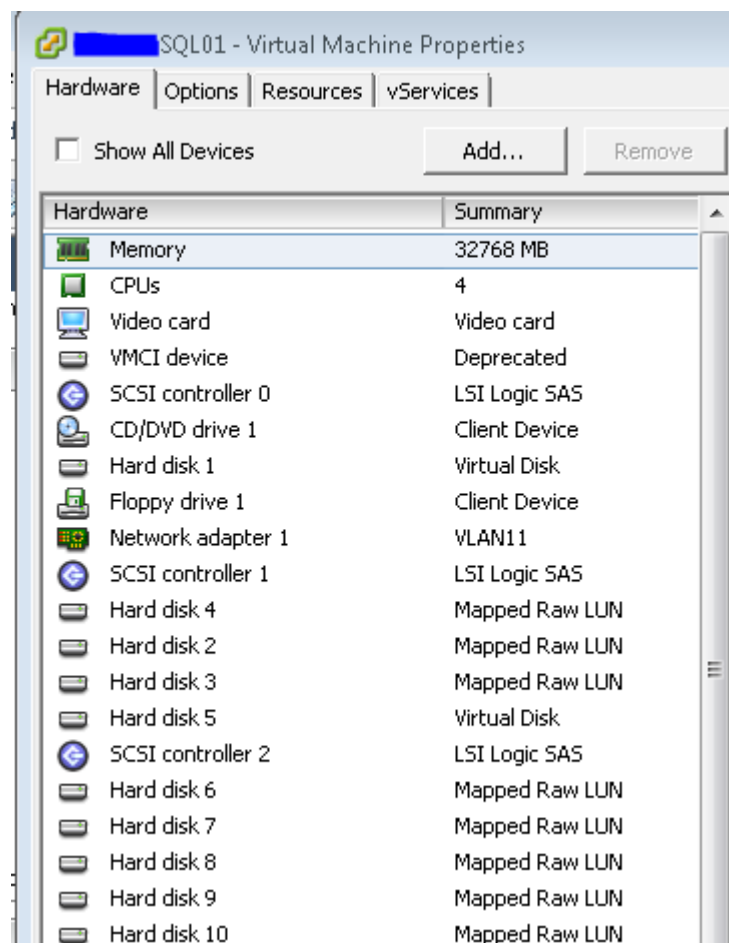 SQL01 - Virtual Machine Properties
Hardware Options Resources vServices
Show All Devices Add... Remove
Hardware Summary
Memory 32768 MB
CPUs 4
Video card Video card
VMCI device Deprecated
SCSI controller 0 LSI Logic SAS
CD/DVD drive 1 Client Device
Hard disk 1 Virtual Disk
Floppy drive 1 Client Device
Network adapter 1 VLAN11
SCSI controller 1 LSI Logic SAS
Hard disk 4 Mapped Raw LUN
Hard disk 2 Mapped Raw LUN
Hard disk 3 Mapped Raw LUN
Hard disk 5 Virtual Disk
SCSI controller 2 LSI Logic SAS
Hard disk 6 Mapped Raw LUN
Hard disk 7 Mapped Raw LUN
Hard disk 8 Mapped Raw LUN
Hard disk 9 Mapped Raw LUN
Hard disk 10 Mapped Raw LUN